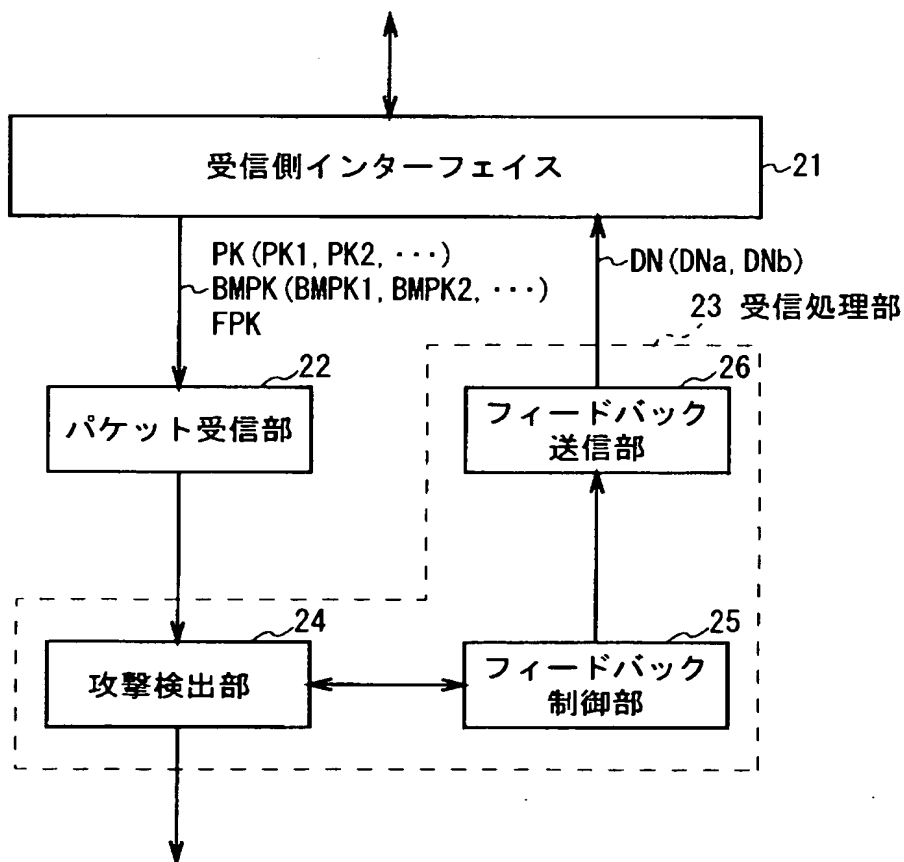 受信側インターフェイス
21
PK(PK1, PK2, ・・・)
BMPK(BMPK1, BMPK2, ・・・)
FPK
DN(DNa, DNb)
23 受信処理部
22
パケット受信部
26
フィードバック
送信部
24
攻撃検出部
25
フィードバック
制御部